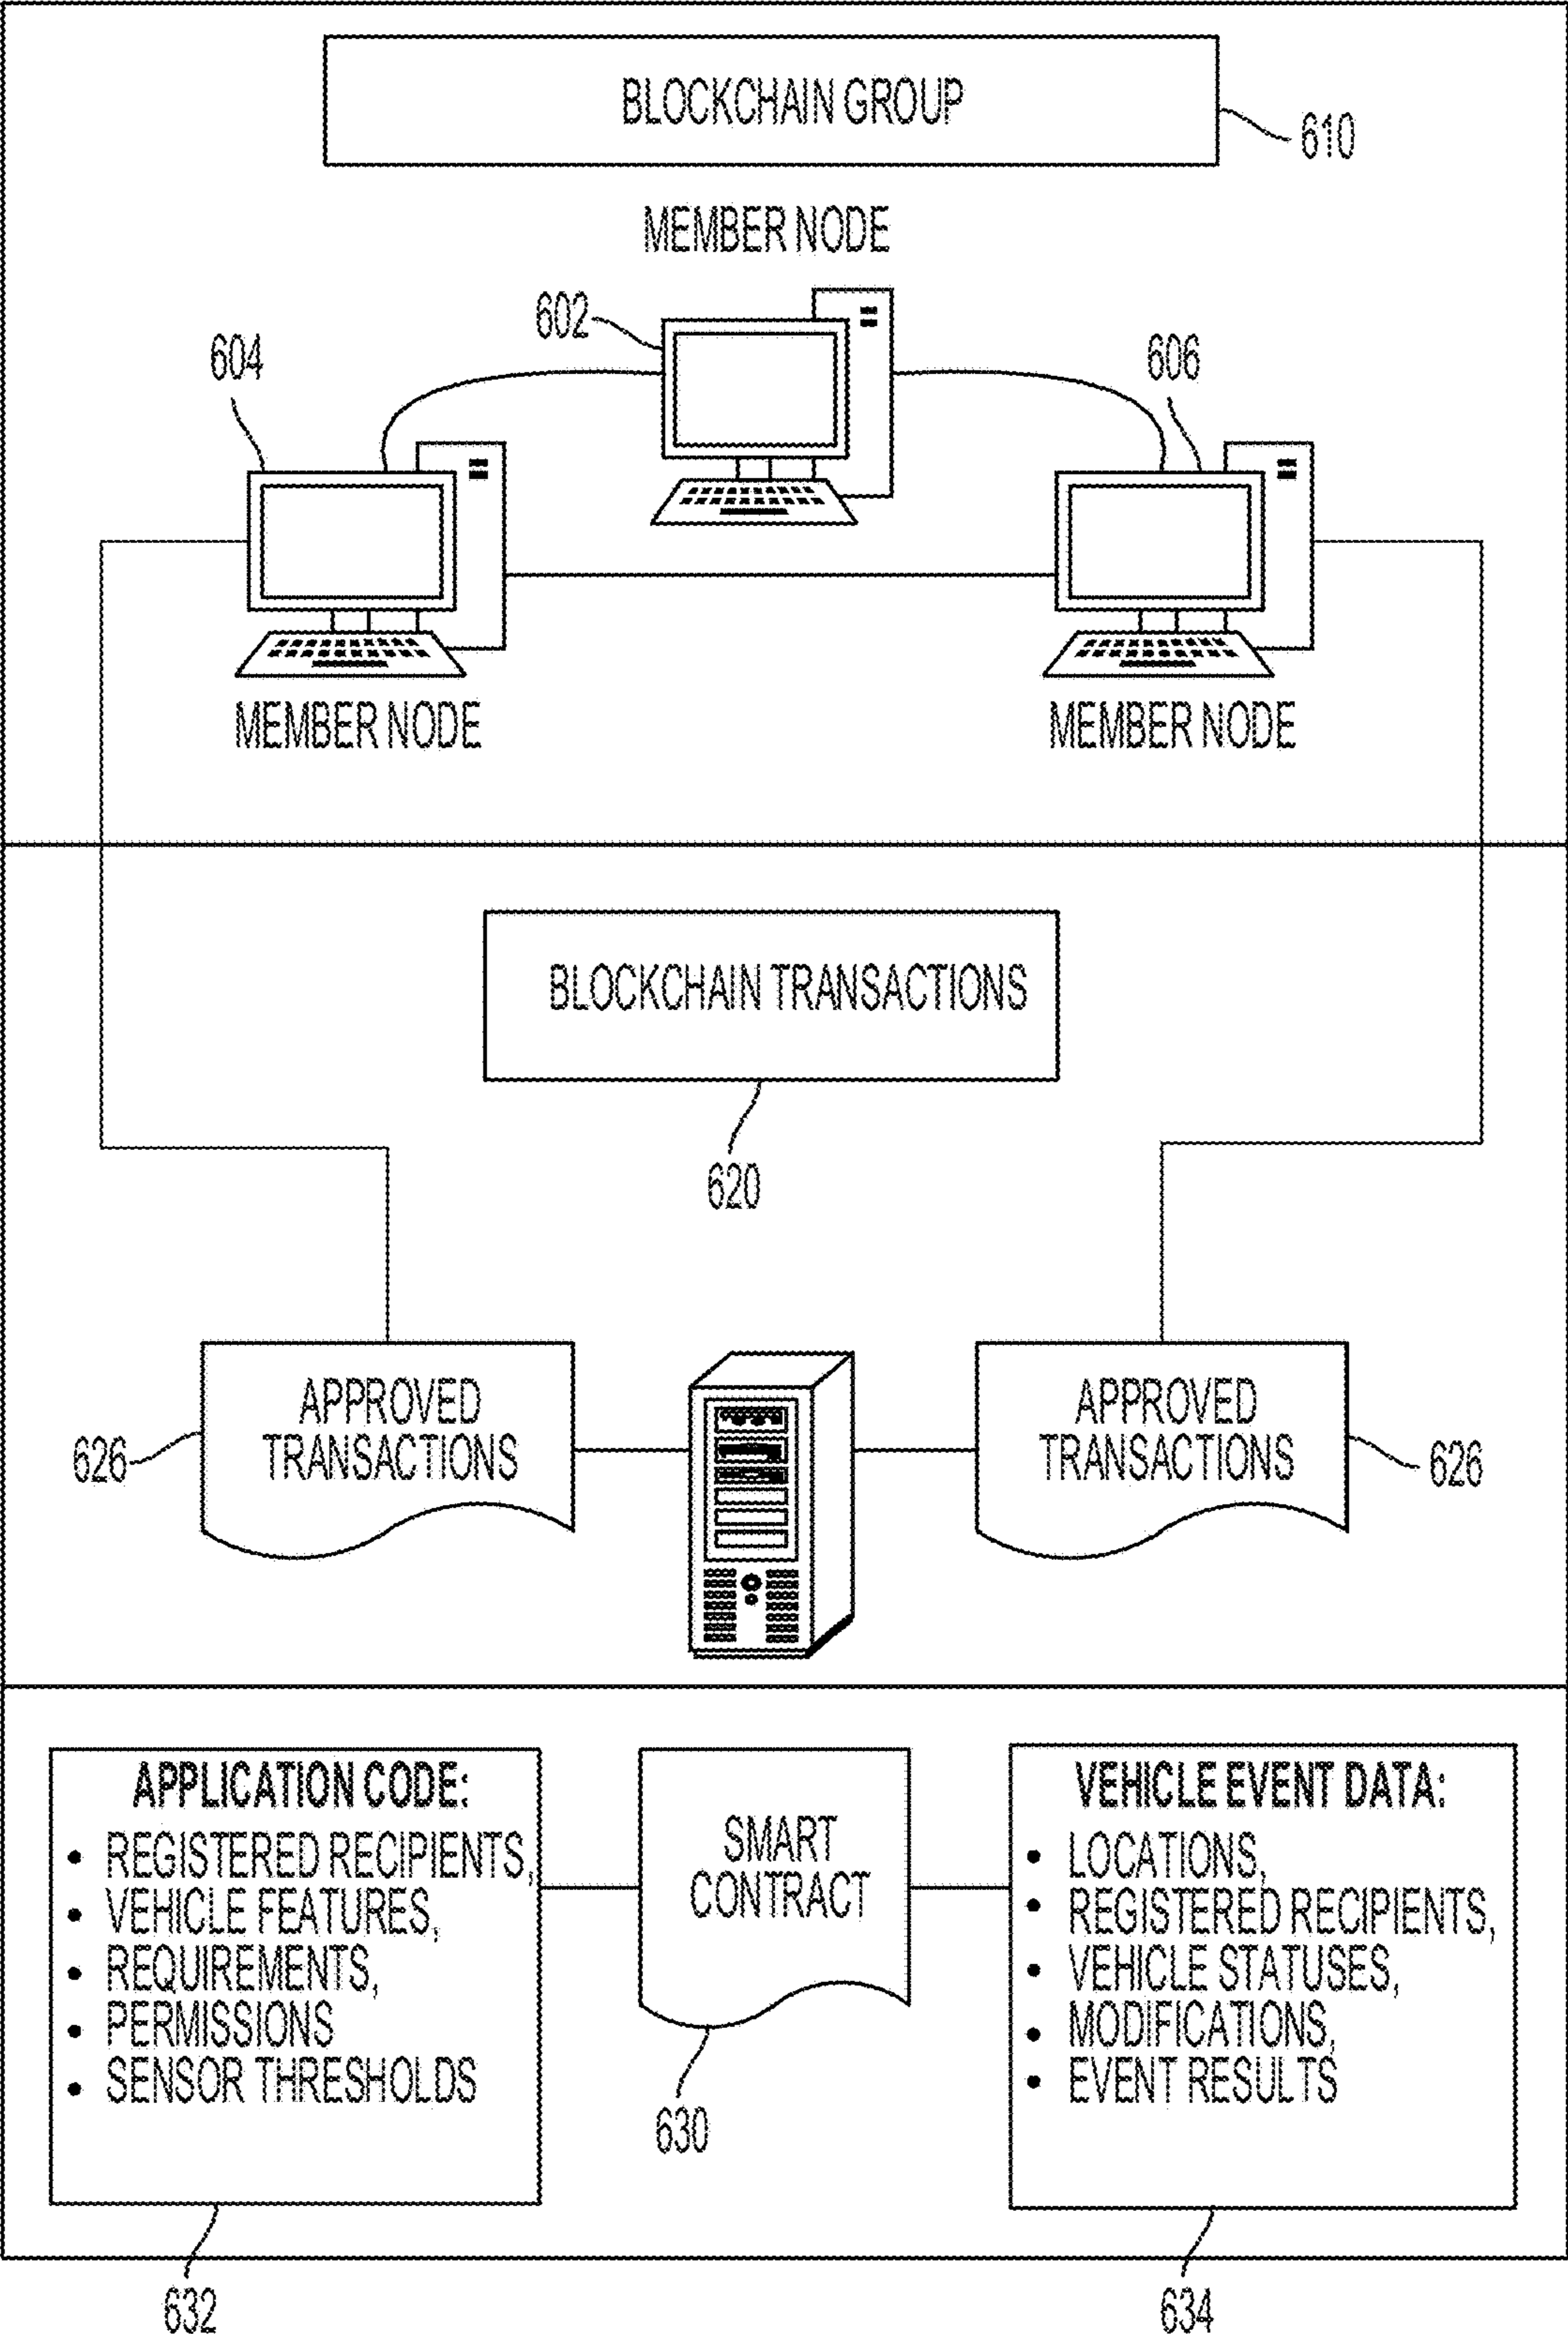 BLOCKCHAIN GROUP
610
MEMBER NODE
602
604
606
MEMBER NODE
MEMBER NODE
BLOCKCHAIN TRANSACTIONS
620
APPROVED
TRANSACTIONS
626
APPROVED
TRANSACTIONS
626
APPLICATION CODE:
• REGISTERED RECIPIENTS,
• VEHICLE FEATURES,
• REQUIREMENTS,
• PERMISSIONS
• SENSOR THRESHOLDS
632
SMART
CONTRACT
630
VEHICLE EVENT DATA:
• LOCATIONS,
• REGISTERED RECIPIENTS,
• VEHICLE STATUSES,
• MODIFICATIONS,
• EVENT RESULTS
634